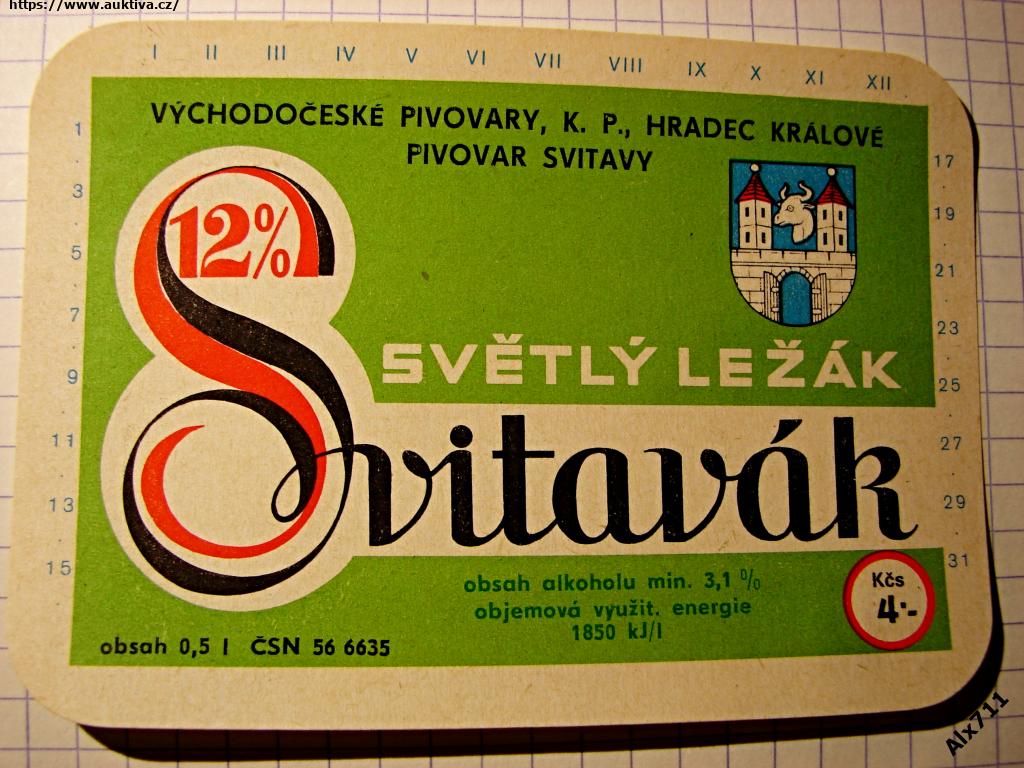 https://www.auktiva.cz/
I II III IV V VI VII VIII IX X XI XII
VÝCHODOČESKÉ PIVOVARY, K. P., HRADEC KRÁLOVÉ
PIVOVAR SVITAVY
12%
SVĚTLÝ LEŽÁK
Svitavák
obsah alkoholu min. 3,1 %
objemová využit. energie
1850 kJ/l
Kčs
4·-
obsah 0,5 l ČSN 56 6635
1
3
5
7
9
11
13
15
17
19
21
23
25
27
29
31
Alx711